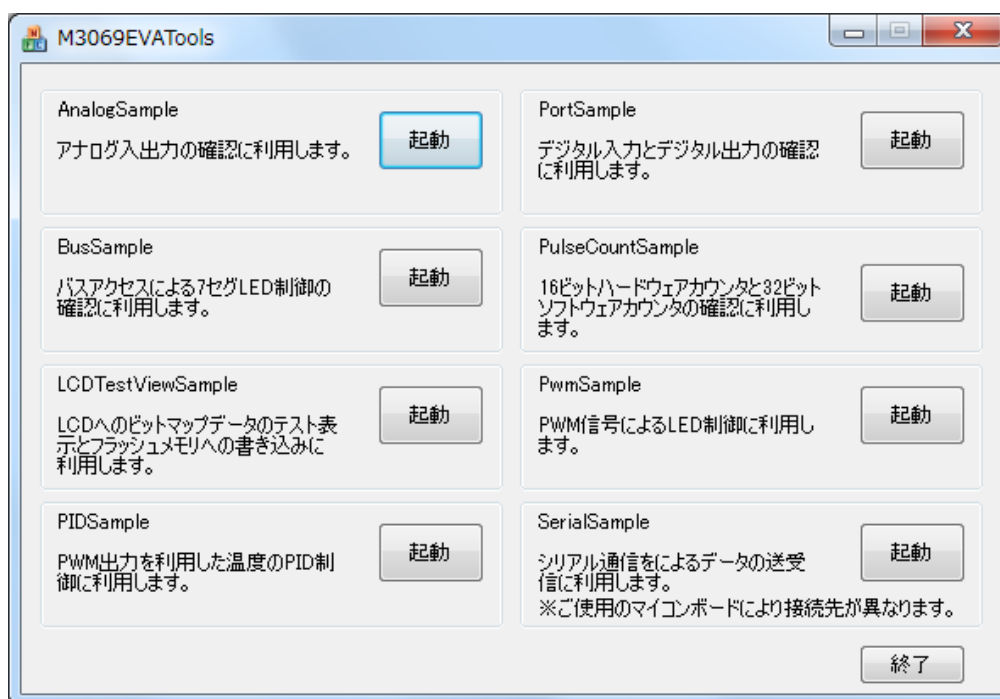 M3069EVATools
AnalogSample
アナログ入出力の確認に利用します。
起動
PortSample
デジタル入力とデジタル出力の確認
に利用します。
起動
BusSample
バスアクセスによる7セグLED制御の
確認に利用します。
起動
PulseCountSample
16ビットハードウェアカウンタと32ビット
ソフトウェアカウンタの確認に利用し
ます。
起動
LCDTestViewSample
LCDへのビットマップデータのテスト表
示とフラッシュメモリへの書き込みに
利用します。
起動
PwmSample
PWM信号によるLED制御に利用し
ます。
起動
PIDSample
PWM出力を利用した温度のPID制
御に利用します。
起動
SerialSample
シリアル通信をによるデータの送受
信に利用します。
※ご使用のマイコンボードにより接続先が異なります。
起動
終了